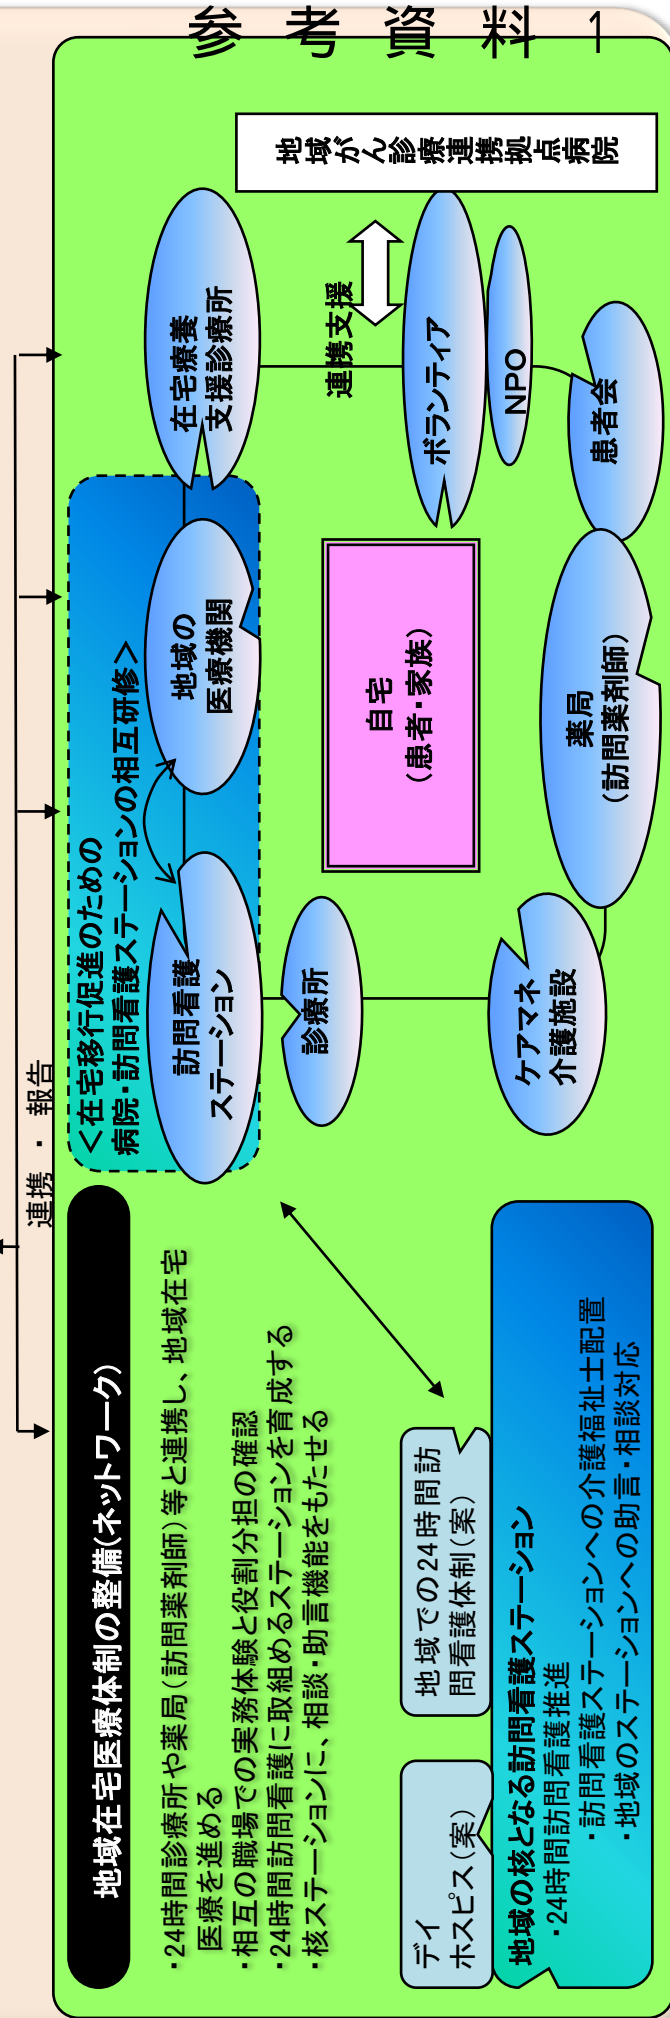 参考資料1
連携・報告
地域在宅医療体制の整備(ネットワーク)
・24時間診療所や薬局(訪問薬剤師)等と連携し、地域在宅
医療を進める
・相互の職場での実務体験と役割分担の確認
・24時間訪問看護に取組めるステーションを育成する
・核ステーションに、相談・助言機能をもたせる
デイ
ホスピス(案)
地域での24時間訪
問看護体制(案)
地域の核となる訪問看護ステーション
・24時間訪問看護推進
・訪問看護ステーションへの介護福祉士配置
・地域のステーションへの助言・相談対応
<在宅移行促進のための
病院・訪問看護ステーションの相互研修>
訪問看護
ステーション
地域の
医療機関
在宅療養
支援診療所
診療所
自宅
(患者・家族)
連携支援
地域がん診療連携拠点病院
ボランティア
NPO
患者会
薬局
(訪問薬剤師)
ケアマネ
介護施設